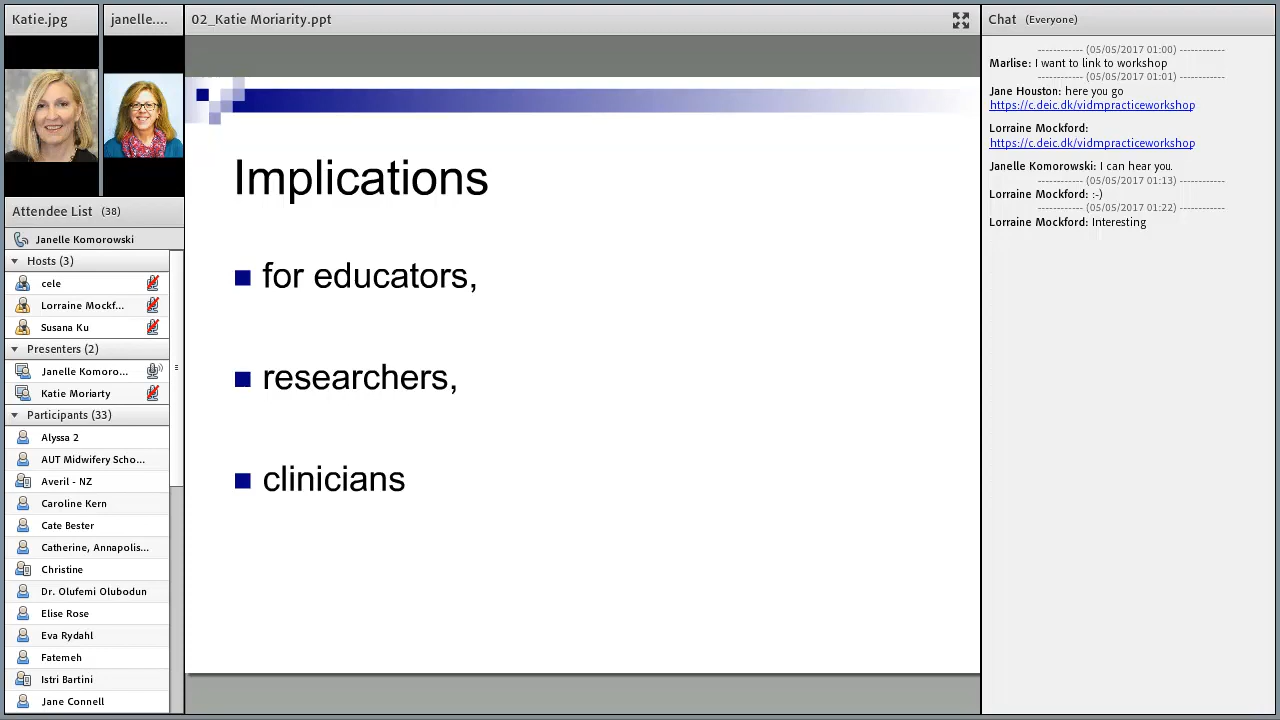 Katie.jpg
janelle....
02_Katie Moriarity.ppt
Chat (Everyone)
Attendee List (38)
Janelle Komorowski
Hosts (3)
cele
Lorraine Mockf...
Susana Ku
Presenters (2)
Janelle Komoro...
Katie Moriarty
Participants (33)
Alyssa 2
AUT Midwifery Scho...
Averil - NZ
Caroline Kern
Cate Bester
Catherine, Annapolis...
Christine
Dr. Olufemi Olubodun
Elise Rose
Eva Rydahl
Fatemeh
Istri Bartini
Jane Connell
Implications
for educators,
researchers,
clinicians
------------ (05/05/2017 01:00) ------------
Marlise: I want to link to workshop
------------ (05/05/2017 01:01) ------------
Jane Houston: here you go
https://c.deic.dk/vidmpracticeworkshop
Lorraine Mockford:
https://c.deic.dk/vidmpracticeworkshop
Janelle Komorowski: I can hear you.
------------ (05/05/2017 01:13) ------------
Lorraine Mockford: :-)
------------ (05/05/2017 01:22) ------------
Lorraine Mockford: Interesting